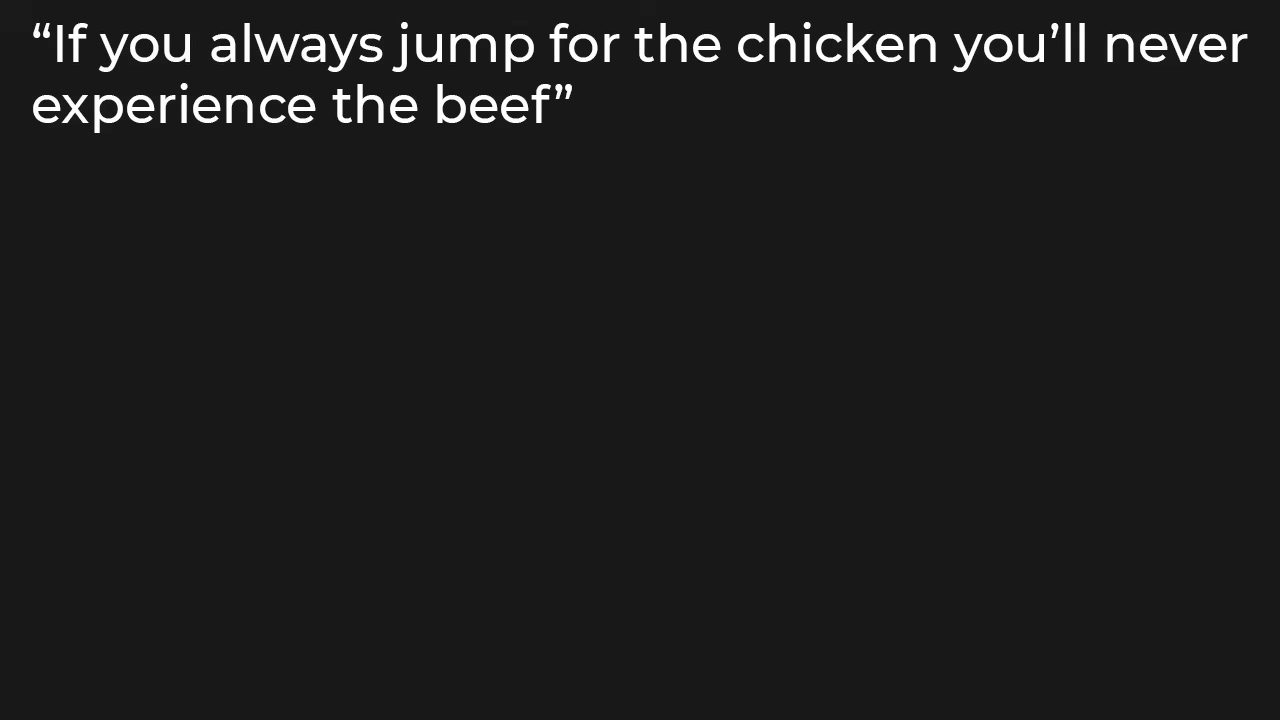 “If you always jump for the chicken you’ll never
experience the beef”